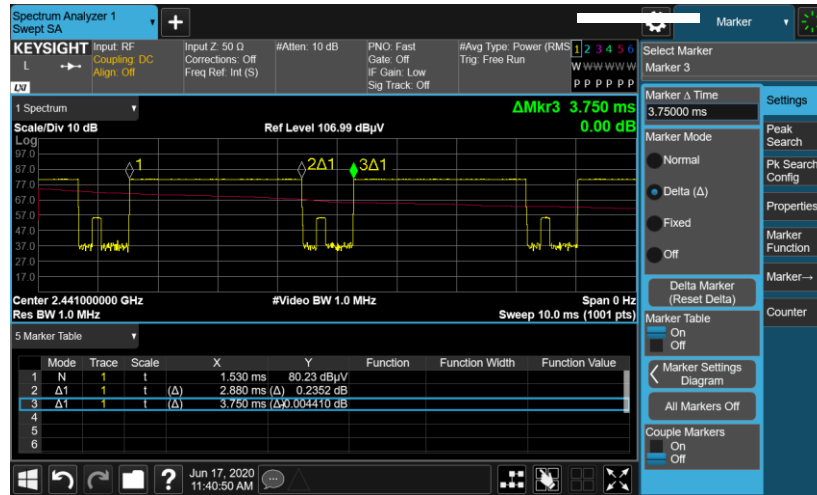 Spectrum Analyzer 1
Swept SA
+
Marker
KEYSIGHT
L
LXI
Input: RF
Coupling: DC
Align: Off
Input Z: 50 Ω
Corrections: Off
Freq Ref: Int (S)
#Atten: 10 dB
PNO: Fast
Gate: Off
IF Gain: Low
Sig Track: Off
#Avg Type: Power (RMS
Trig: Free Run
1 2 3 4 5 6
W W W W W W
P P P P P P
Select Marker
Marker 3
1 Spectrum
ΔMkr3 3.750 ms
0.00 dB
Scale/Div 10 dB
Ref Level 106.99 dBµV
Log
97.0
87.0
77.0
67.0
57.0
47.0
37.0
27.0
17.0
1
2Δ1
3Δ1
Center 2.441000000 GHz
Res BW 1.0 MHz
#Video BW 1.0 MHz
Span 0 Hz
Sweep 10.0 ms (1001 pts)
5 Marker Table
Mode Trace Scale X Y Function Function Width Function Value
1 N 1 t 1.530 ms 80.23 dBµV
2 Δ1 1 t (Δ) 2.880 ms (Δ) 0.2352 dB
3 Δ1 1 t (Δ) 3.750 ms (Δ)-0.004410 dB
4
5
6
Marker Δ Time
3.75000 ms
Marker Mode
Normal
Delta (Δ)
Fixed
Off
Delta Marker
(Reset Delta)
Marker Table
On
Off
Marker Settings
Diagram
All Markers Off
Couple Markers
On
Off
Settings
Peak
Search
Pk Search
Config
Properties
Marker
Function
Marker→
Counter
?
Jun 17, 2020
11:40:50 AM